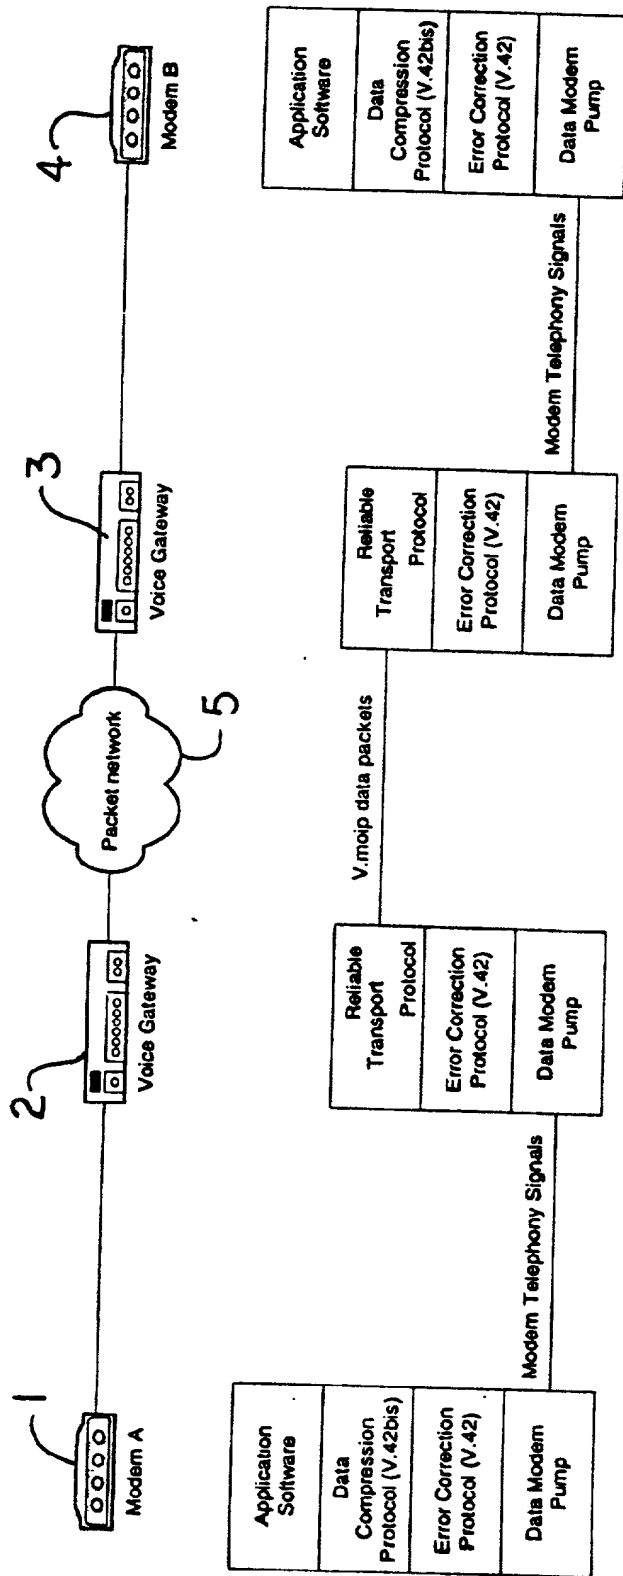 1
Modem A
2
Voice Gateway
Packet network
5
3
Voice Gateway
4
Modem B
Application
Software
Data
Compression
Protocol (V.42bis)
Error Correction
Protocol (V.42)
Data Modem
Pump
Modem Telephony Signals
Reliable
Transport
Protocol
Error Correction
Protocol (V.42)
Data Modem
Pump
V.moip data packets
Reliable
Transport
Protocol
Error Correction
Protocol (V.42)
Data Modem
Pump
Modem Telephony Signals
Application
Software
Data
Compression
Protocol (V.42bis)
Error Correction
Protocol (V.42)
Data Modem
Pump